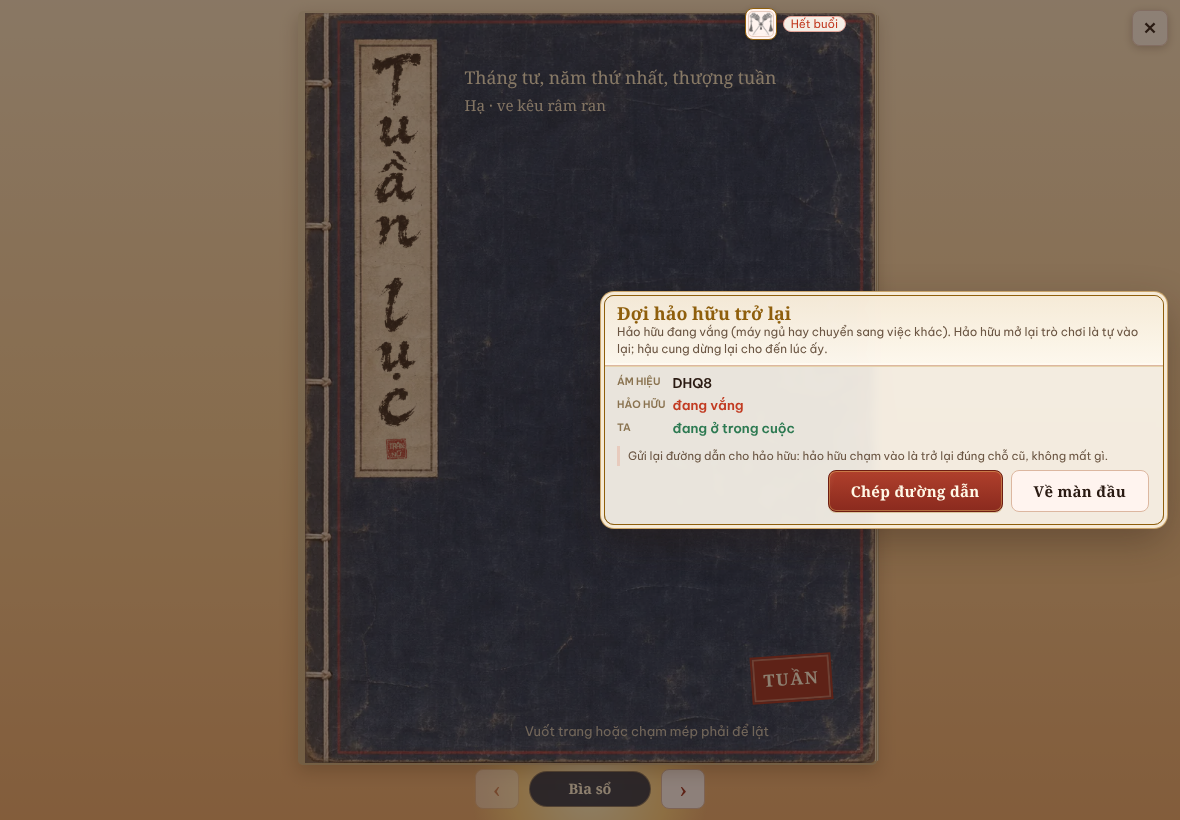 Hết buổi
×
Tuần lục
Tháng tư, năm thứ nhất, thượng tuần
Hạ · ve kêu râm ran
Đợi hảo hữu trở lại
Hảo hữu đang vắng (máy ngủ hay chuyển sang việc khác). Hảo hữu mở lại trò chơi là tự vào
lại; hậu cung dừng lại cho đến lúc ấy.
ÁM HIỆU DHQ8
HẢO HỮU đang vắng
TA đang ở trong cuộc
Gửi lại đường dẫn cho hảo hữu: hảo hữu chạm vào là trở lại đúng chỗ cũ, không mất gì.
Chép đường dẫn
Về màn đầu
TUẦN
Vuốt trang hoặc chạm mép phải để lật
‹ Bìa sổ ›